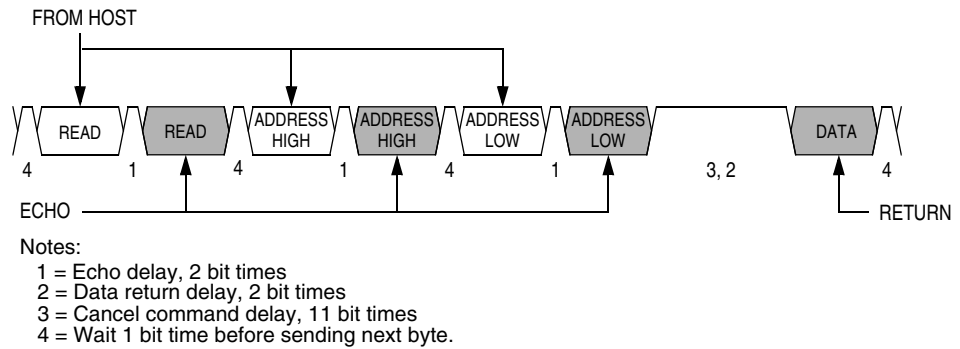 FROM HOST
READ READ ADDRESS HIGH ADDRESS HIGH ADDRESS LOW ADDRESS LOW DATA
4 1 4 1 4 1 3, 2 4
ECHO RETURN
Notes:
1 = Echo delay, 2 bit times
2 = Data return delay, 2 bit times
3 = Cancel command delay, 11 bit times
4 = Wait 1 bit time before sending next byte.